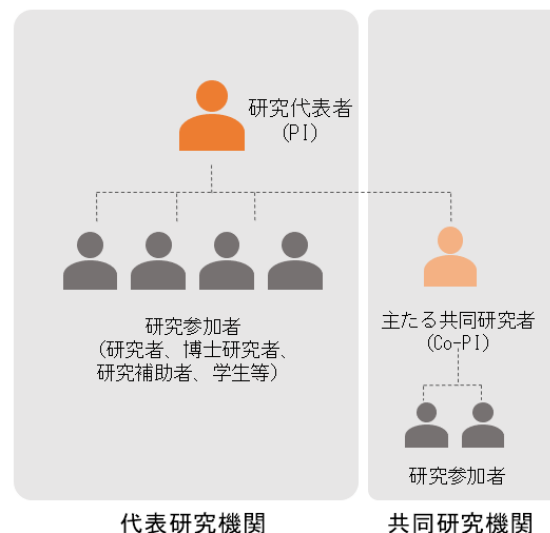 研究代表者
(PI)
研究参加者
(研究者、博士研究者、
研究補助者、学生等)
主たる共同研究者
(Co-PI)
研究参加者
代表研究機関
共同研究機関